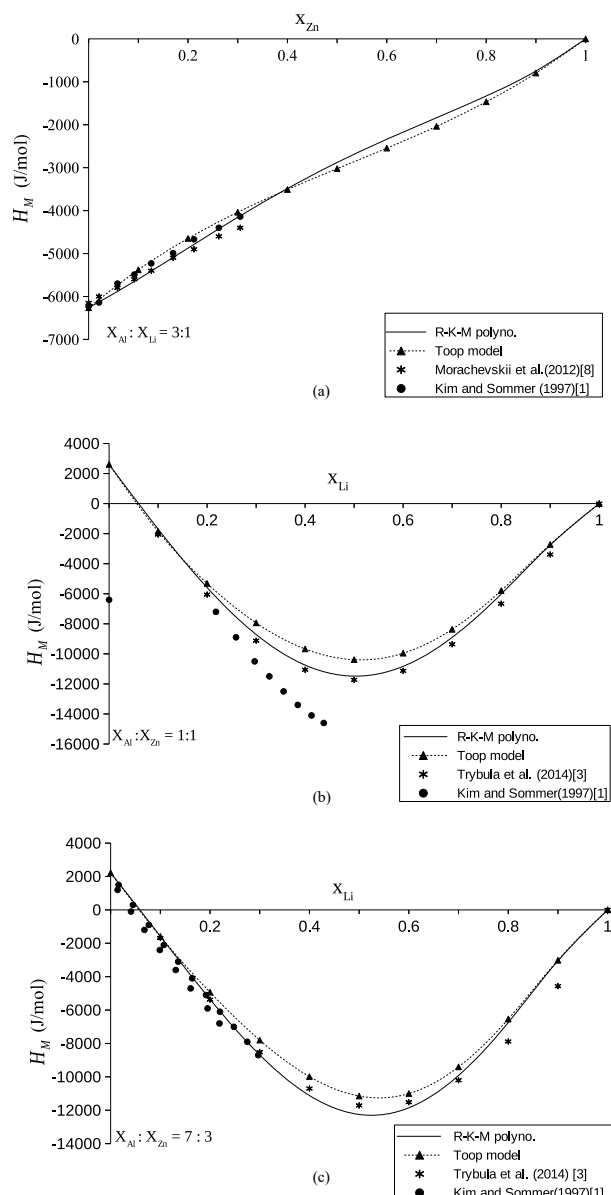 X_Zn
0
0.2 0.4 0.6 0.8 1
-1000
-2000
-3000
-4000
-5000
-6000
-7000
H_M (J/mol)
X_Al : X_Li = 3:1
R-K-M polyno.
Toop model
Morachevskii et al.(2012)[8]
Kim and Sommer (1997)[1]
(a)
4000
2000
X_Li
0
0.2 0.4 0.6 0.8 1
-2000
-4000
-6000
-8000
-10000
-12000
-14000
-16000
H_M (J/mol)
X_Al:X_Zn = 1:1
R-K-M polyno.
Toop model
Trybula et al. (2014)[3]
Kim and Sommer(1997)[1]
(b)
4000
2000
X_Li
0
0.2 0.4 0.6 0.8 1
-2000
-4000
-6000
-8000
-10000
-12000
-14000
H_M (J/mol)
X_Al : X_Zn = 7 : 3
R-K-M polyno.
Toop model
Trybula et al. (2014) [3]
Kim and Sommer(1997)[1]
(c)